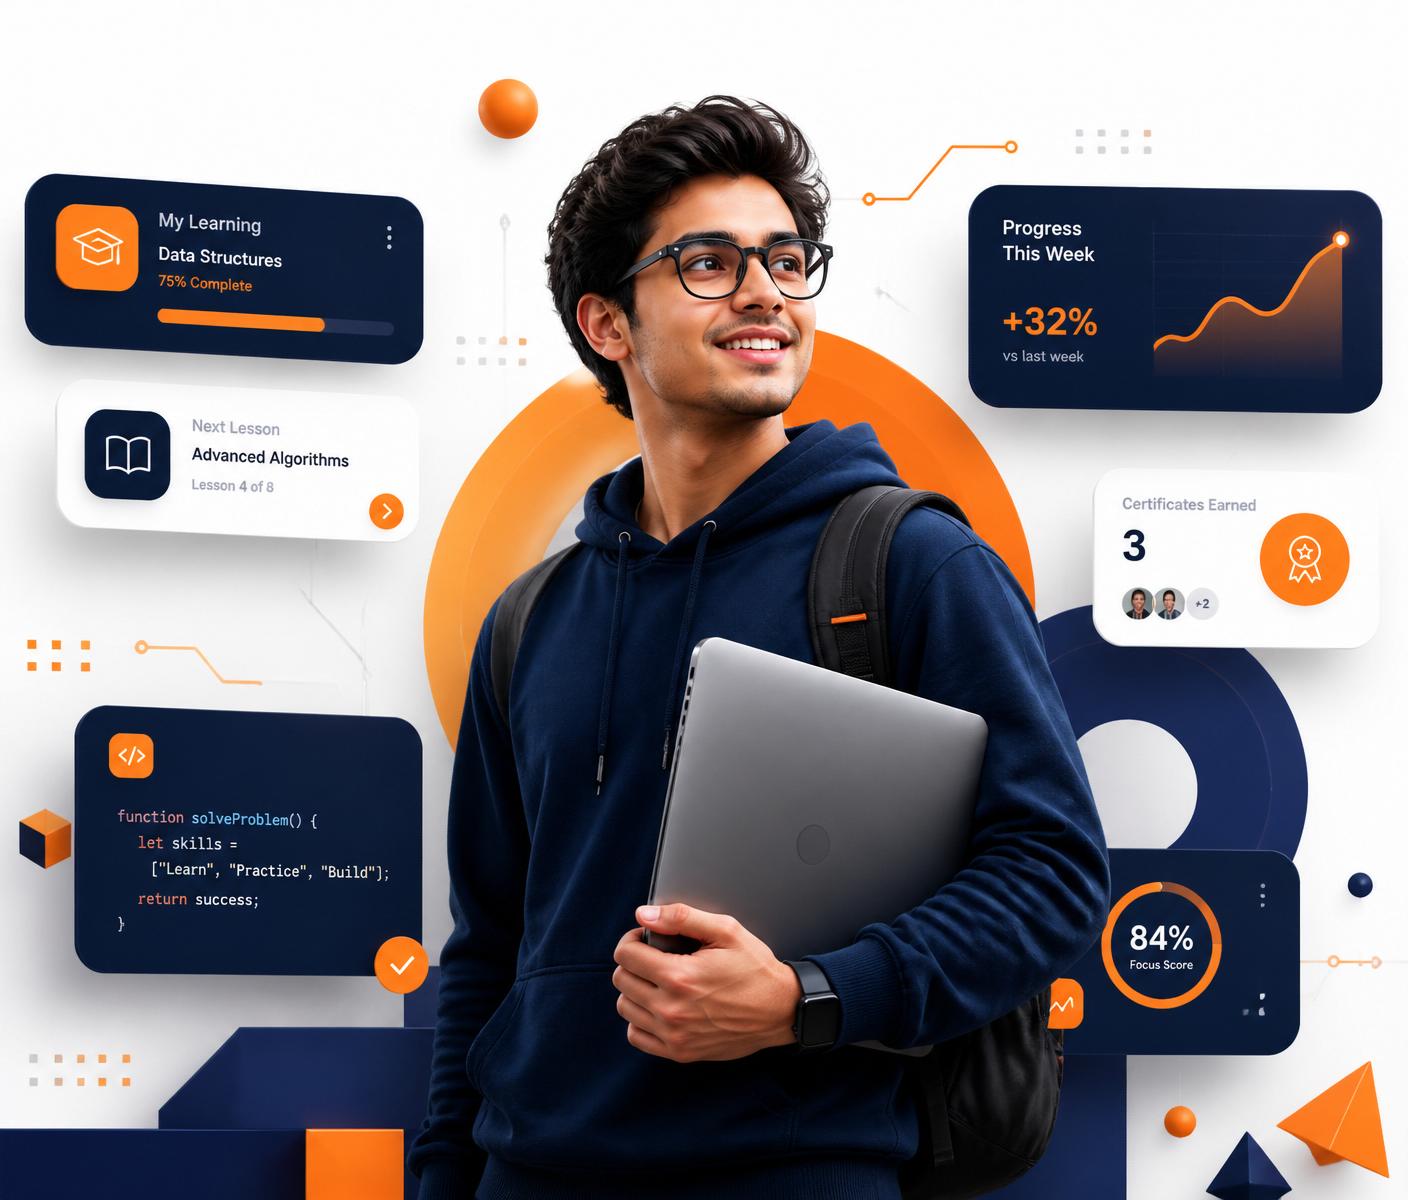 My Learning
Data Structures
75% Complete
Next Lesson
Advanced Algorithms
Lesson 4 of 8
</>
function solveProblem() {
let skills =
["Learn", "Practice", "Build"];
return success;
}
Progress
This Week
+32%
vs last week
Certificates Earned
3
+2
84%
Focus Score